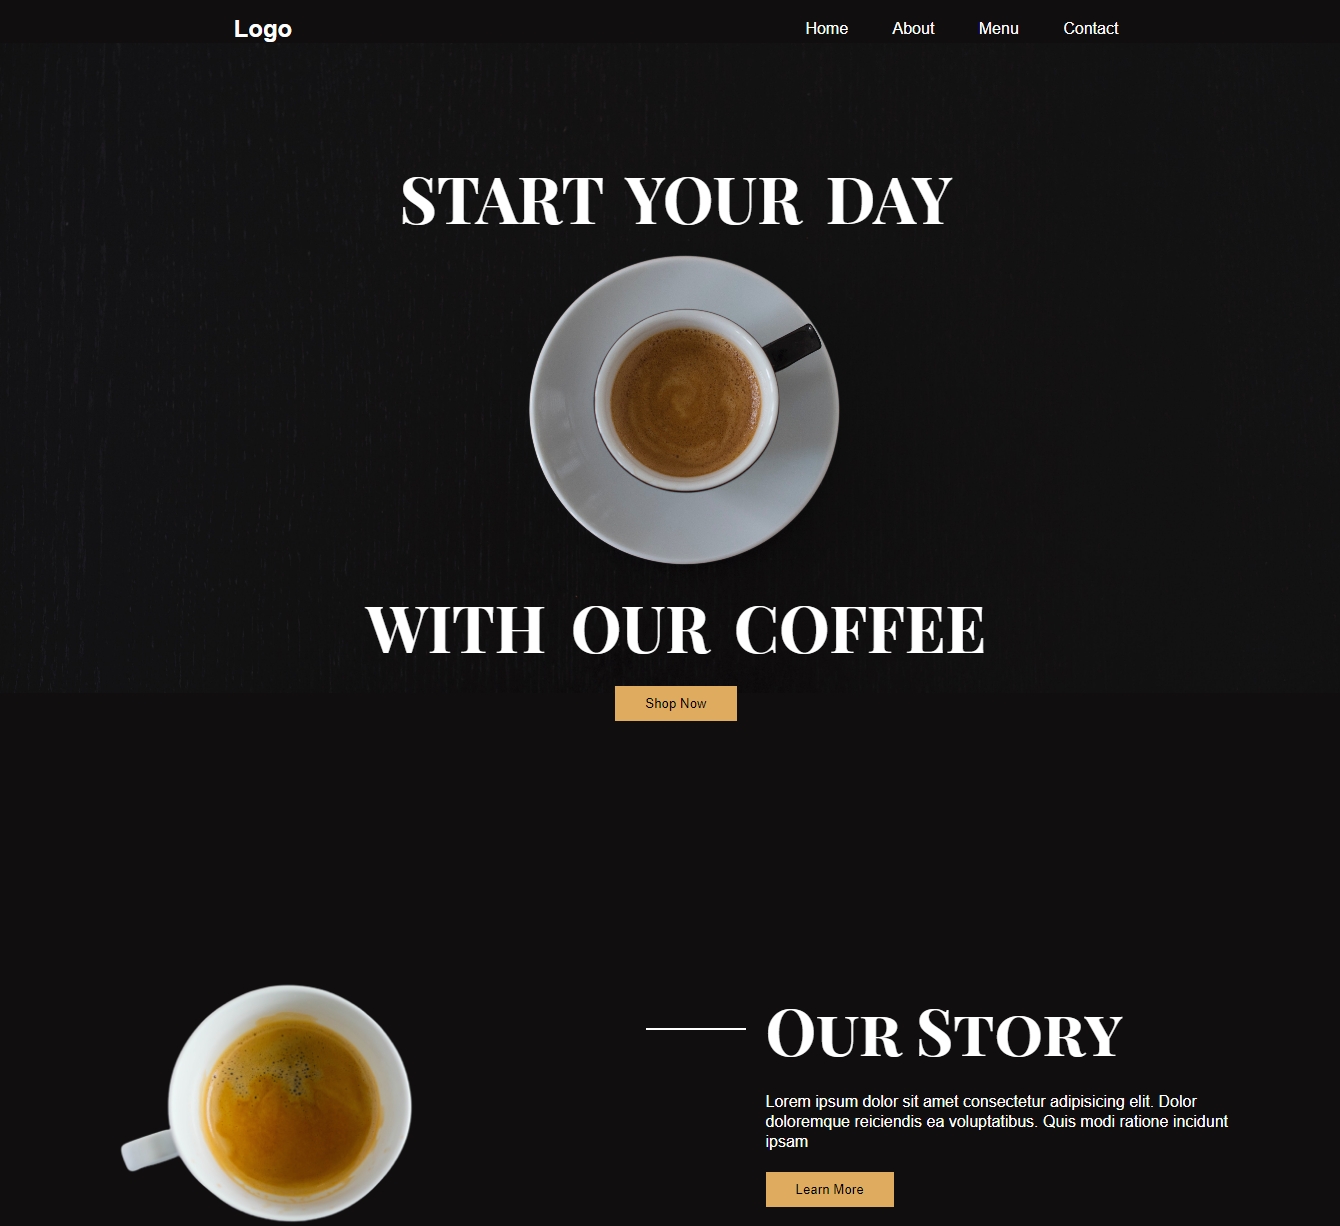 Logo
Home About Menu Contact
START YOUR DAY
WITH OUR COFFEE
Shop Now
OUR STORY
Lorem ipsum dolor sit amet consectetur adipisicing elit. Dolor
doloremque reiciendis ea voluptatibus. Quis modi ratione incidunt
ipsam
Learn More